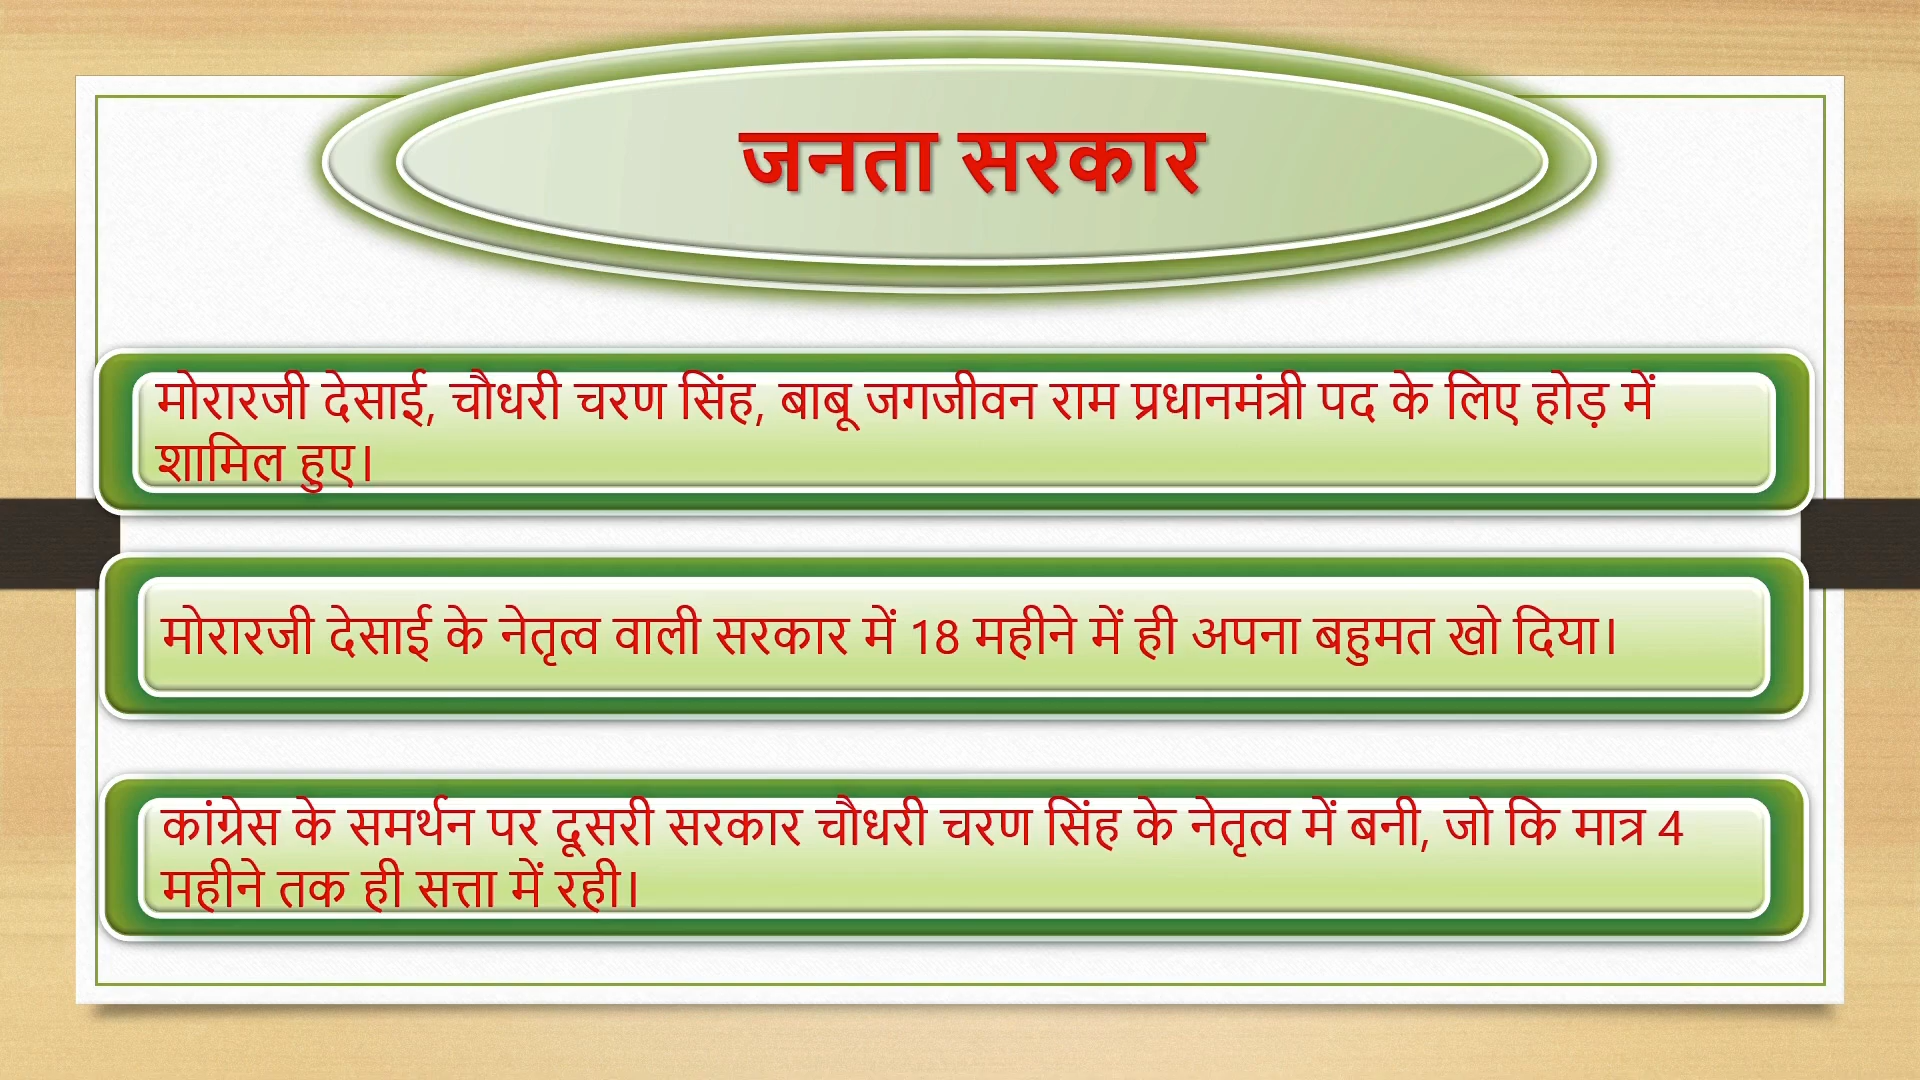 जनता सरकार
मोरारजी देसाई, चौधरी चरण सिंह, बाबू जगजीवन राम प्रधानमंत्री पद के लिए होड़ में
शामिल हुए।
मोरारजी देसाई के नेतृत्व वाली सरकार में 18 महीने में ही अपना बहुमत खो दिया।
कांग्रेस के समर्थन पर दूसरी सरकार चौधरी चरण सिंह के नेतृत्व में बनी, जो कि मात्र 4
महीने तक ही सत्ता में रही।